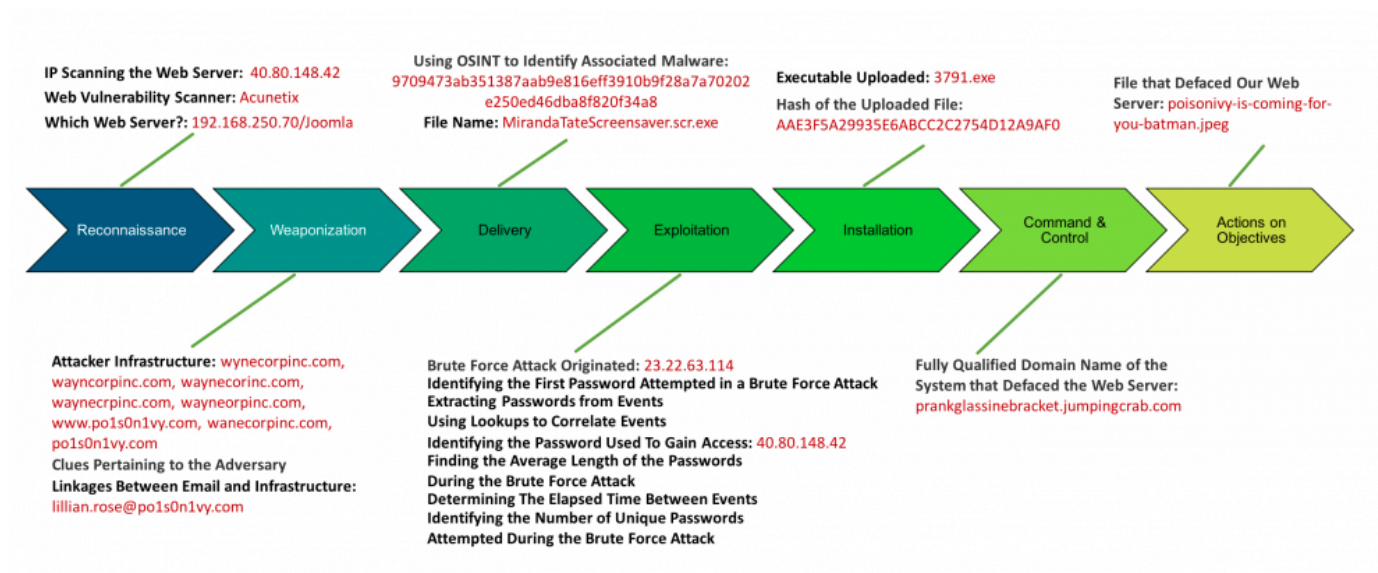 IP Scanning the Web Server: 40.80.148.42
Web Vulnerability Scanner: Acunetix
Which Web Server?: 192.168.250.70/Joomla
Using OSINT to Identify Associated Malware:
9709473ab351387aab9e816eff3910b9f28a7a70202
e250ed46dba8f820f34a8
File Name: MirandaTateScreensaver.scr.exe
Executable Uploaded: 3791.exe
Hash of the Uploaded File:
AAE3F5A29935E6ABCC2C2754D12A9AF0
File that Defaced Our Web
Server: poisonivy-is-coming-for-
you-batman.jpeg
Reconnaissance
Weaponization
Delivery
Exploitation
Installation
Command &
Control
Actions on
Objectives
Attacker Infrastructure: wynecorpinc.com,
wayncorpinc.com, waynecorinc.com,
waynecrpinc.com, wayneorpinc.com,
www.po1s0n1vy.com, wanecorpinc.com,
po1s0n1vy.com
Clues Pertaining to the Adversary
Linkages Between Email and Infrastructure:
lillian.rose@po1s0n1vy.com
Brute Force Attack Originated: 23.22.63.114
Identifying the First Password Attempted in a Brute Force Attack
Extracting Passwords from Events
Using Lookups to Correlate Events
Identifying the Password Used To Gain Access: 40.80.148.42
Finding the Average Length of the Passwords
During the Brute Force Attack
Determining The Elapsed Time Between Events
Identifying the Number of Unique Passwords
Attempted During the Brute Force Attack
Fully Qualified Domain Name of the
System that Defaced the Web Server:
prankglassinebracket.jumpingcrab.com